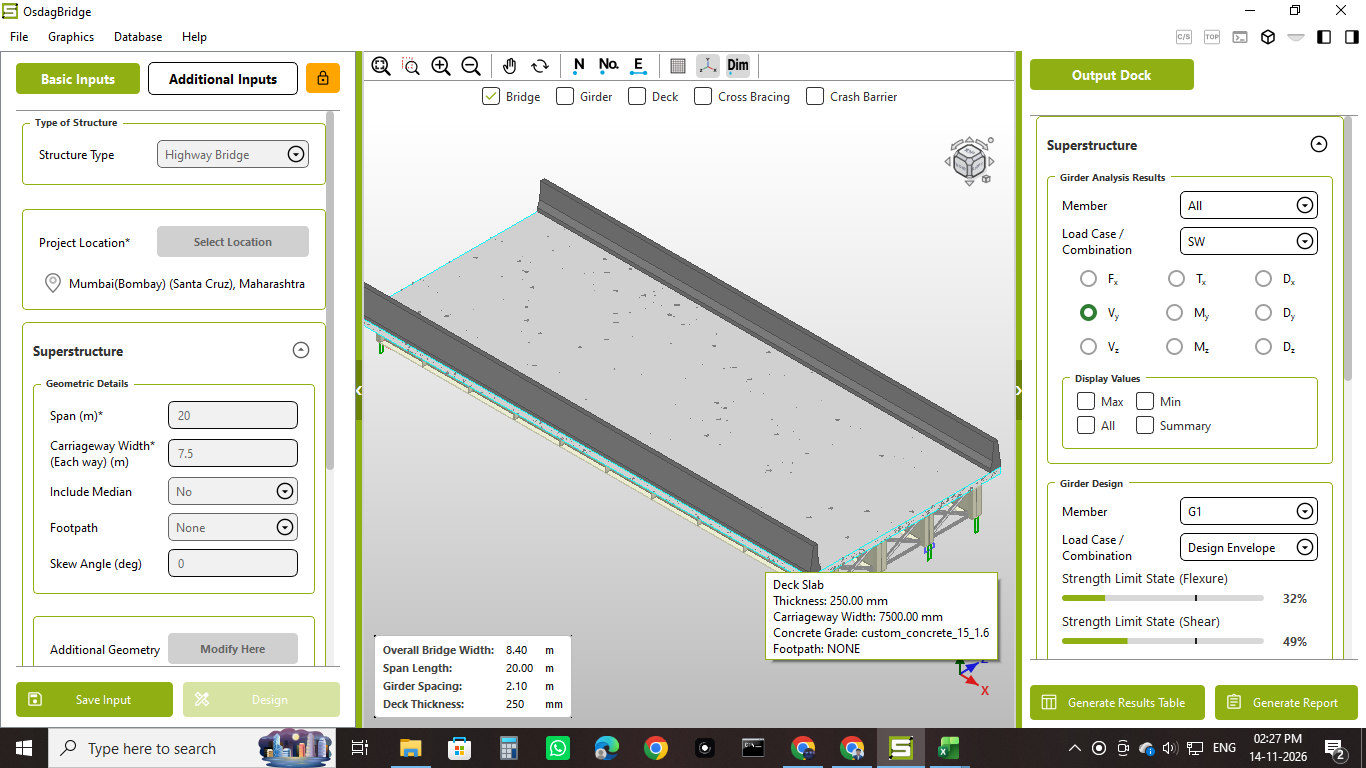 OsdagBridge
File Graphics Database Help
C/S TOP
Basic Inputs Additional Inputs
Type of Structure
Structure Type Highway Bridge
Project Location* Select Location
Mumbai(Bombay) (Santa Cruz), Maharashtra
Superstructure
Geometric Details
Span (m)* 20
Carriageway Width*
(Each way) (m) 7.5
Include Median No
Footpath None
Skew Angle (deg) 0
Additional Geometry Modify Here
Save Input Design
N No. E Dim
Bridge Girder Deck Cross Bracing Crash Barrier
Deck Slab
Thickness: 250.00 mm
Carriageway Width: 7500.00 mm
Concrete Grade: custom_concrete_15_1.6
Footpath: NONE
Overall Bridge Width: 8.40 m
Span Length: 20.00 m
Girder Spacing: 2.10 m
Deck Thickness: 250 mm
X
Output Dock
Superstructure
Girder Analysis Results
Member All
Load Case /
Combination SW
Fx Tx Dx
Vy My Dy
Vz Mz Dz
Display Values
Max Min
All Summary
Girder Design
Member G1
Load Case /
Combination Design Envelope
Strength Limit State (Flexure)
32%
Strength Limit State (Shear)
49%
Generate Results Table Generate Report
Type here to search
ENG
02:27 PM
14-11-2026
2